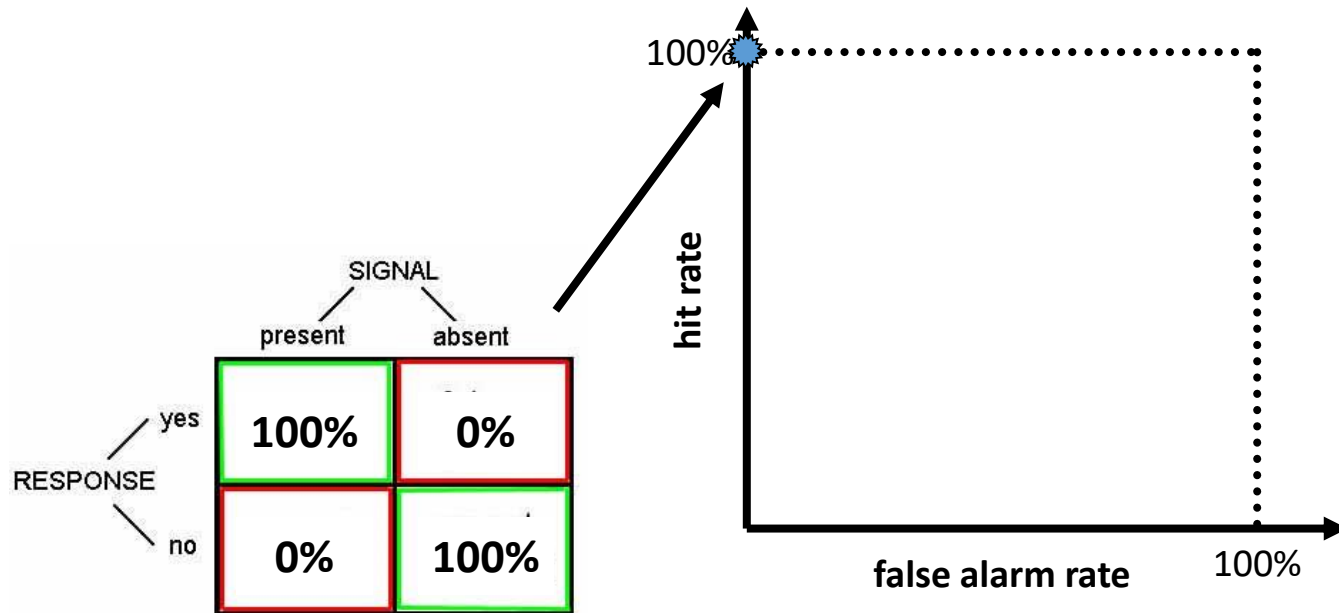 SIGNAL
present absent
yes
100% 0%
RESPONSE
no
0% 100%
100%
hit rate
false alarm rate
100%